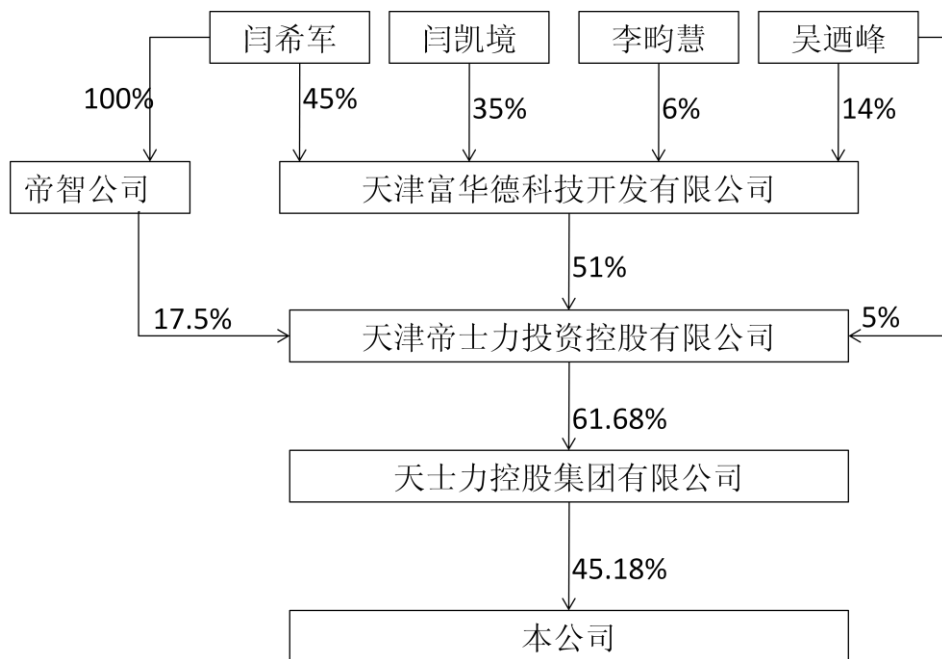 闫希军
闫凯境
李畇慧
吴迺峰
100%
45%
35%
6%
14%
帝智公司
天津富华德科技开发有限公司
51%
17.5%
5%
天津帝士力投资控股有限公司
61.68%
天士力控股集团有限公司
45.18%
本公司